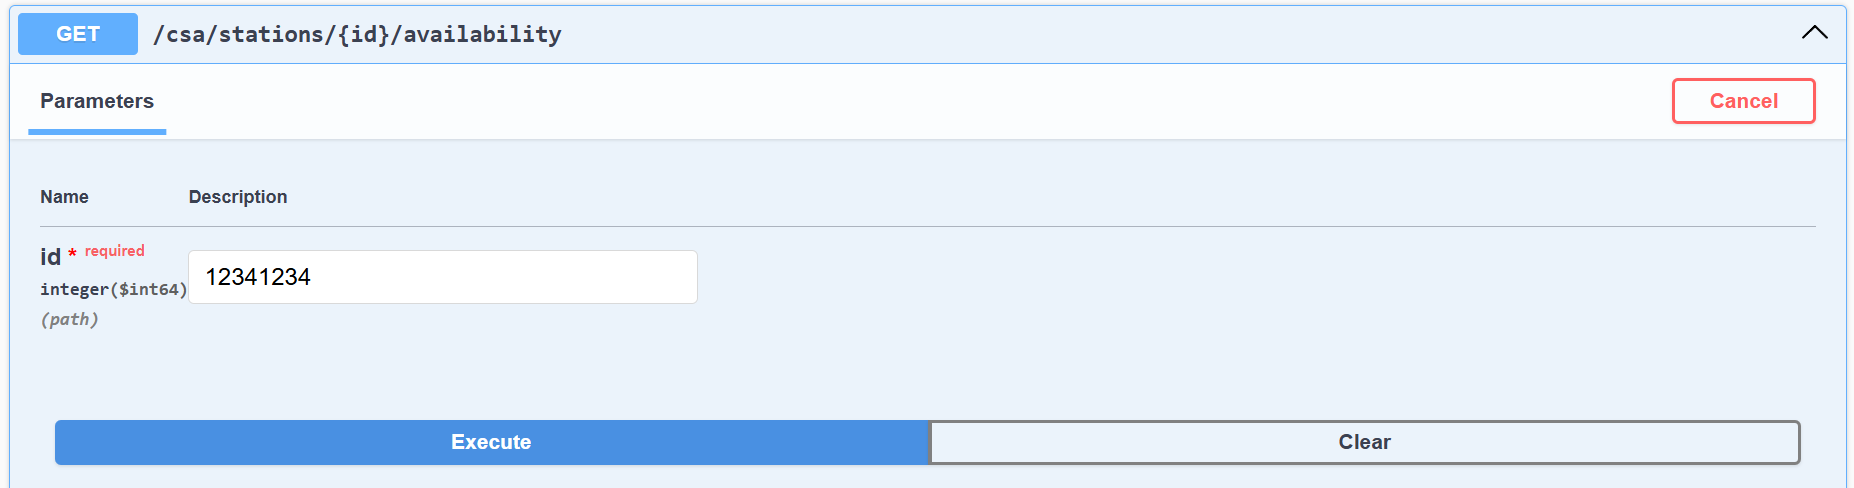 GET /csa/stations/{id}/availability
Parameters
Cancel
Name Description
id * required
12341234
integer($int64)
(path)
Execute
Clear